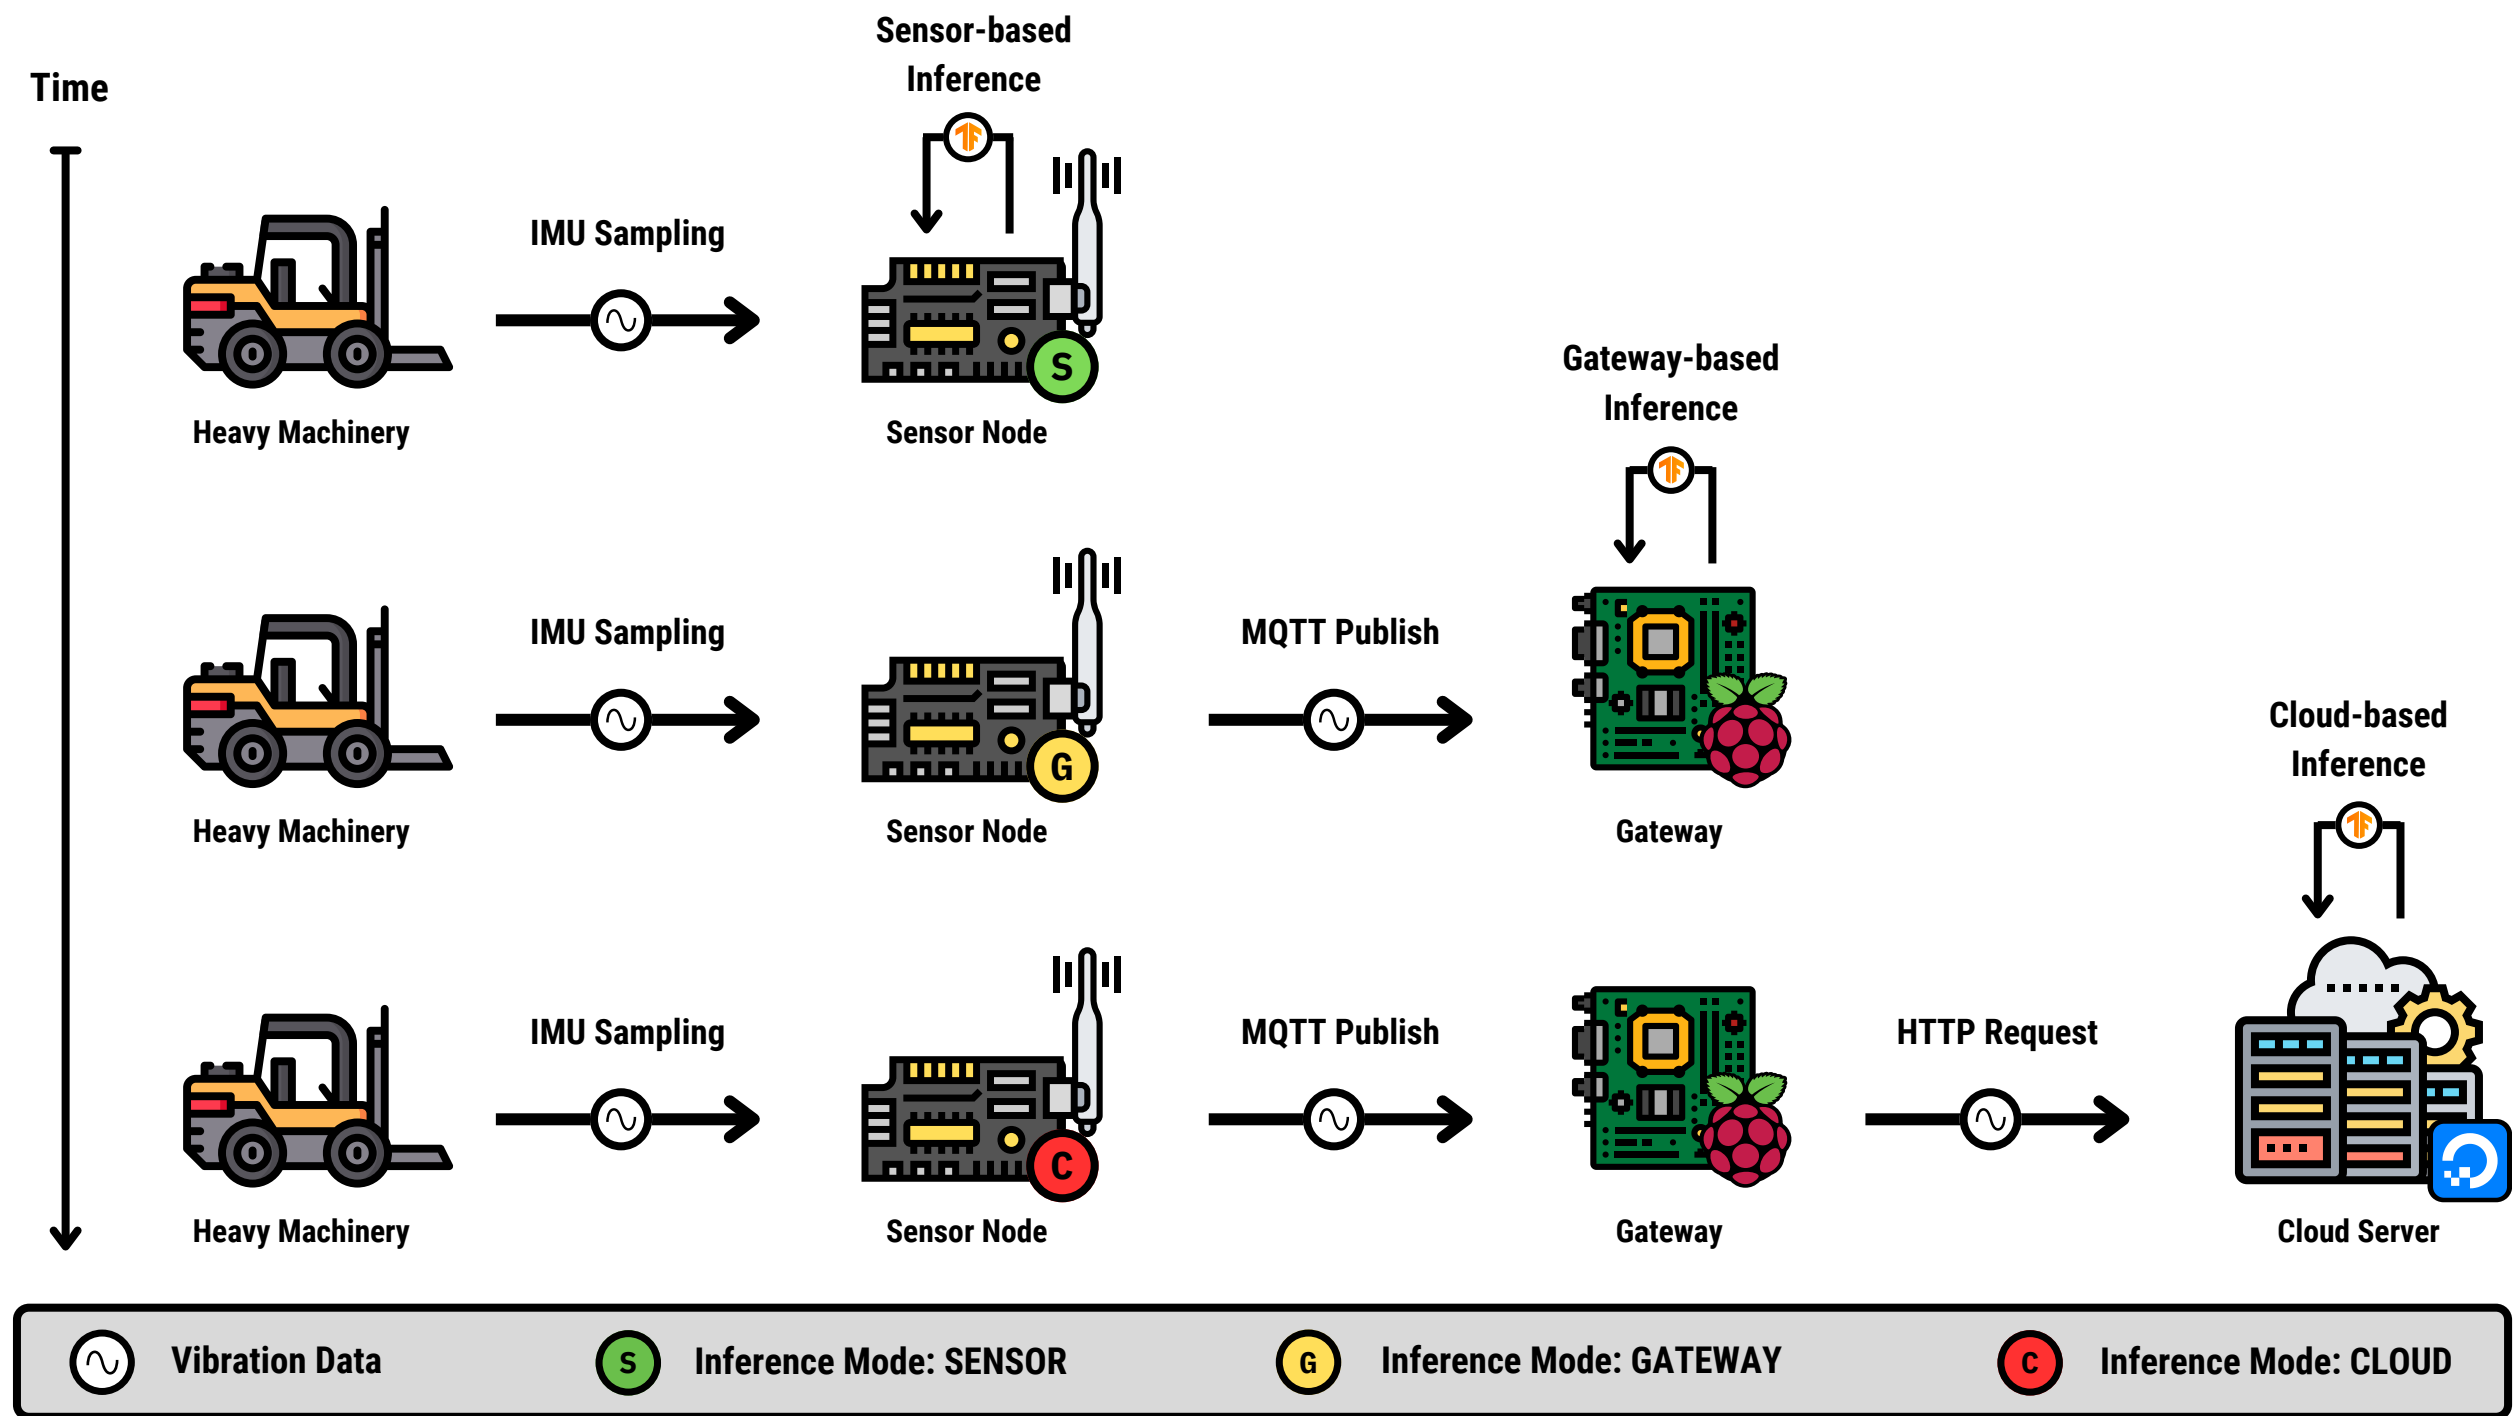 Sensor-based
Inference
Time
IMU Sampling
S
Heavy Machinery
Sensor Node
Gateway-based
Inference
IMU Sampling
MQTT Publish
G
Heavy Machinery
Sensor Node
Gateway
Cloud-based
Inference
IMU Sampling
MQTT Publish
HTTP Request
C
Heavy Machinery
Sensor Node
Gateway
Cloud Server
Vibration Data
S
Inference Mode: SENSOR
G
Inference Mode: GATEWAY
C
Inference Mode: CLOUD